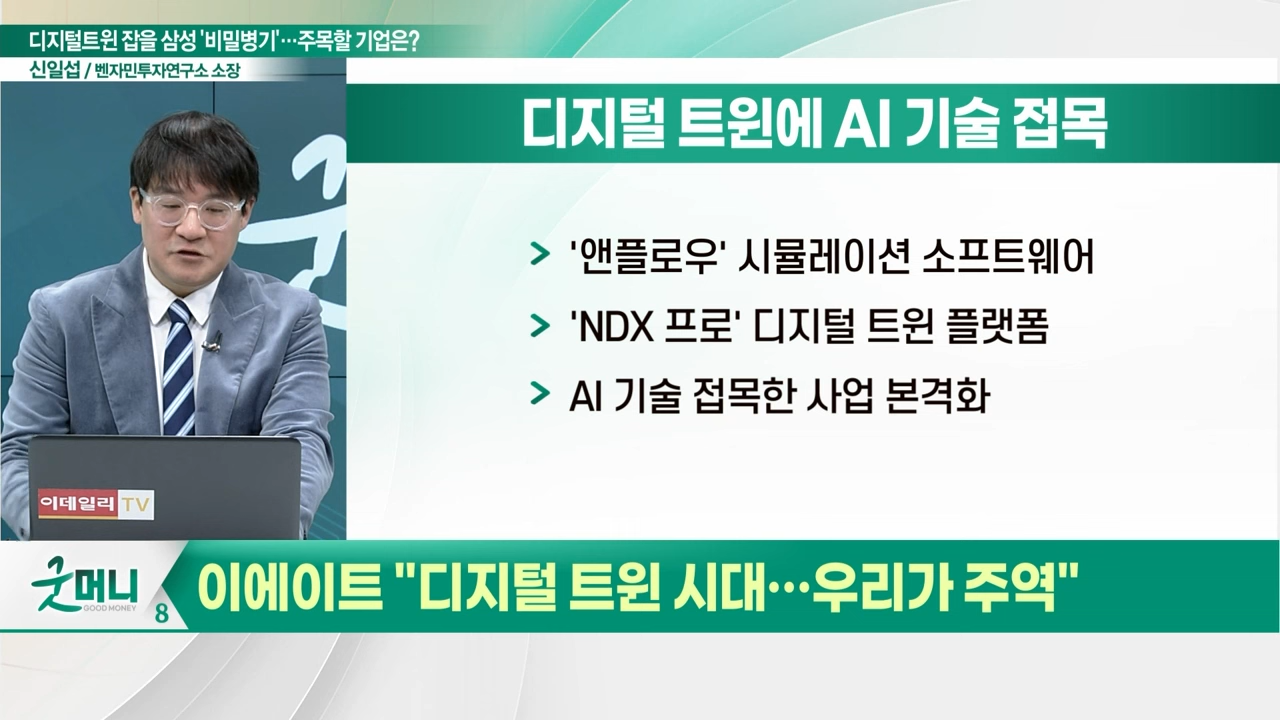 디지털트윈 잡을 삼성 '비밀병기'…주목할 기업은?
신일섭 / 벤자민투자연구소 소장
디지털 트윈에 AI 기술 접목
> '앤플로우' 시뮬레이션 소프트웨어
> 'NDX 프로' 디지털 트윈 플랫폼
> AI 기술 접목한 사업 본격화
이데일리 TV
굿머니
GOOD MONEY
8
이에이트 "디지털 트윈 시대…우리가 주역"